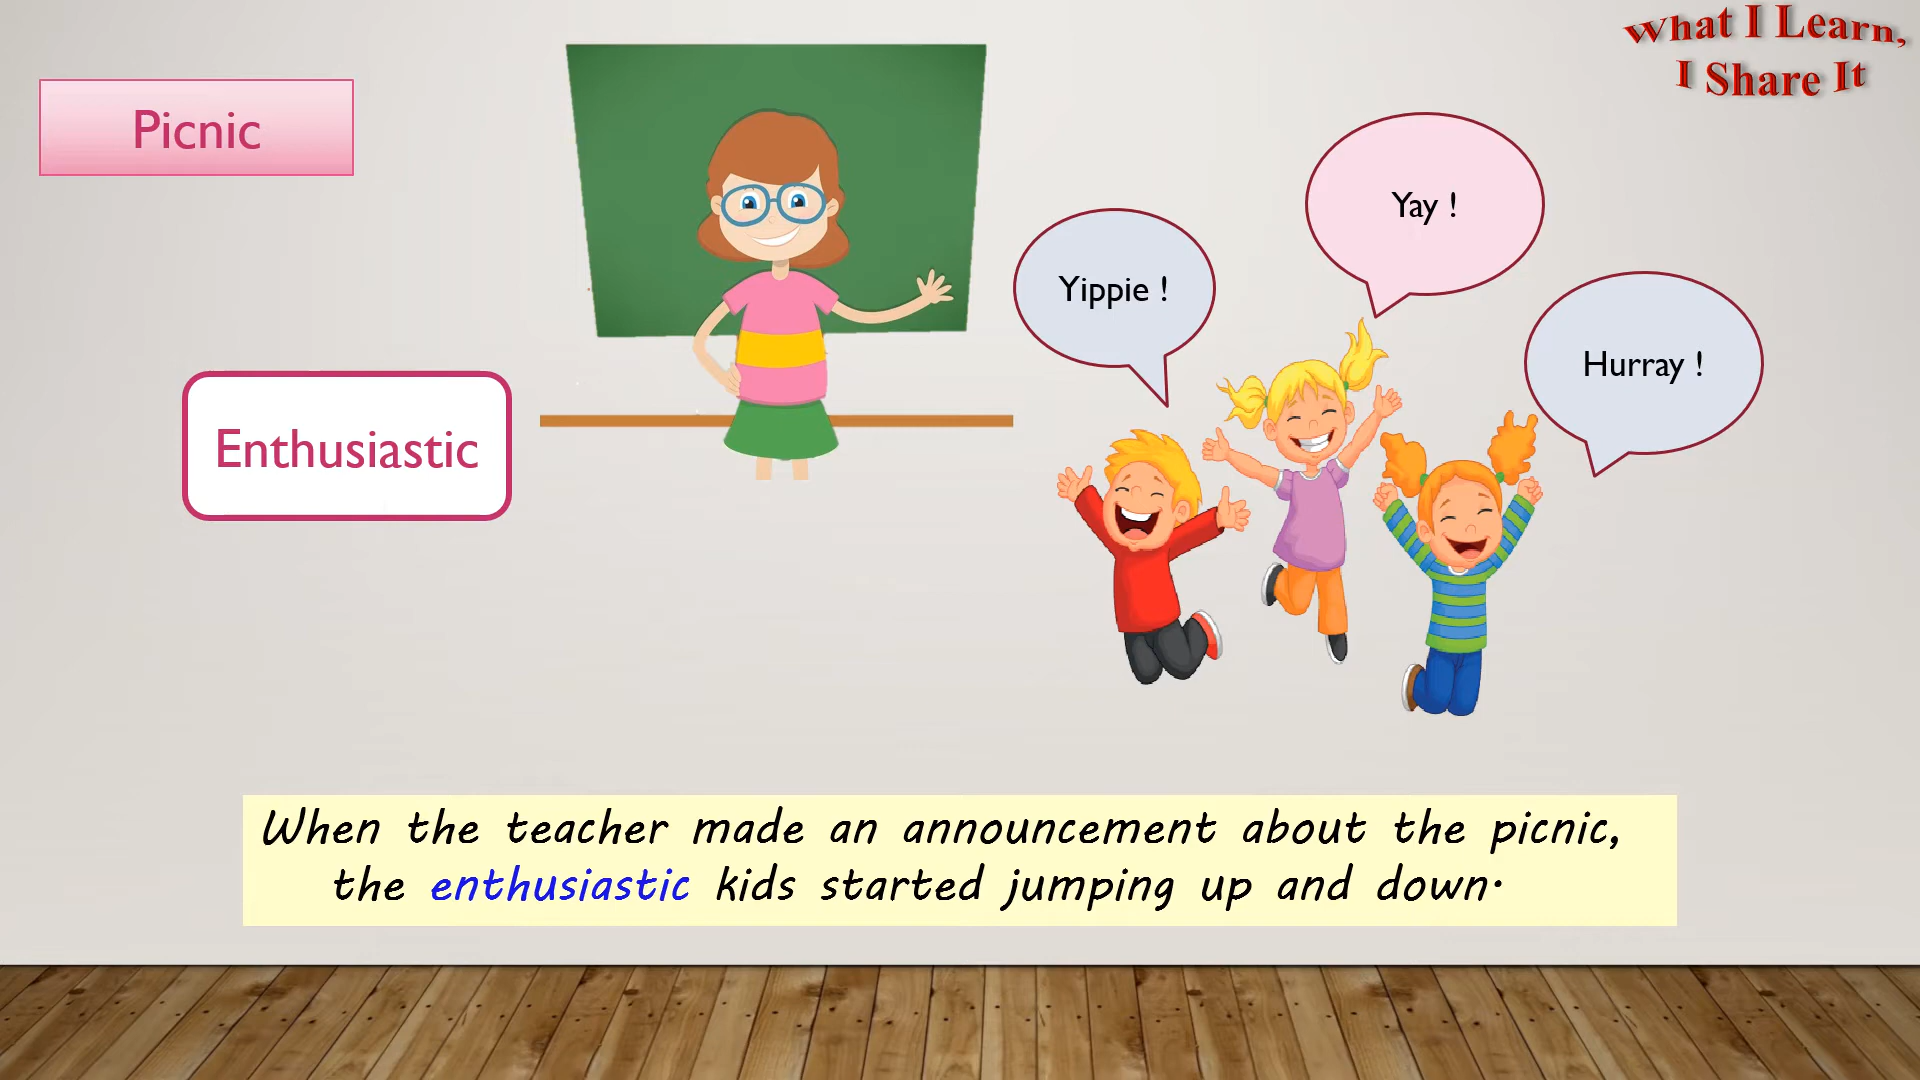 What I Learn,
I Share It
Picnic
Yay !
Yippie !
Hurray !
Enthusiastic
When the teacher made an announcement about the picnic,
the enthusiastic kids started jumping up and down.